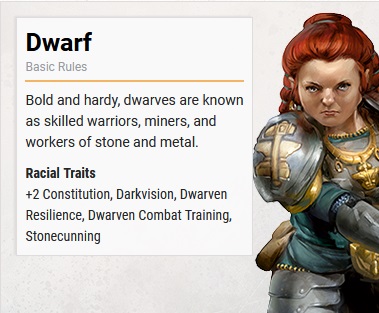 Dwarf
Basic Rules
Bold and hardy, dwarves are known
as skilled warriors, miners, and
workers of stone and metal.
Racial Traits
+2 Constitution, Darkvision, Dwarven
Resilience, Dwarven Combat Training,
Stonecunning